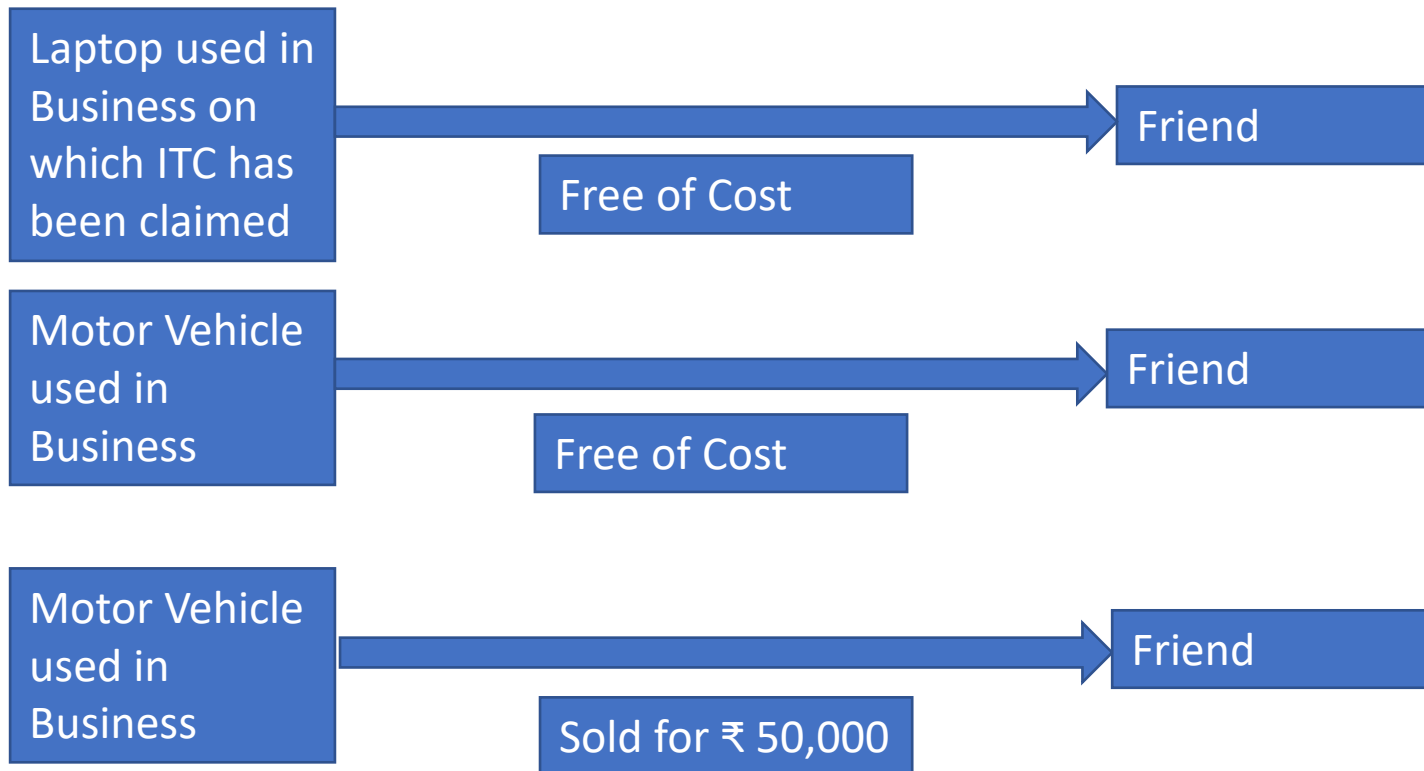 Laptop used in
Business on
which ITC has
been claimed
Free of Cost
Friend
Motor Vehicle
used in
Business
Free of Cost
Friend
Motor Vehicle
used in
Business
Sold for ₹ 50,000
Friend